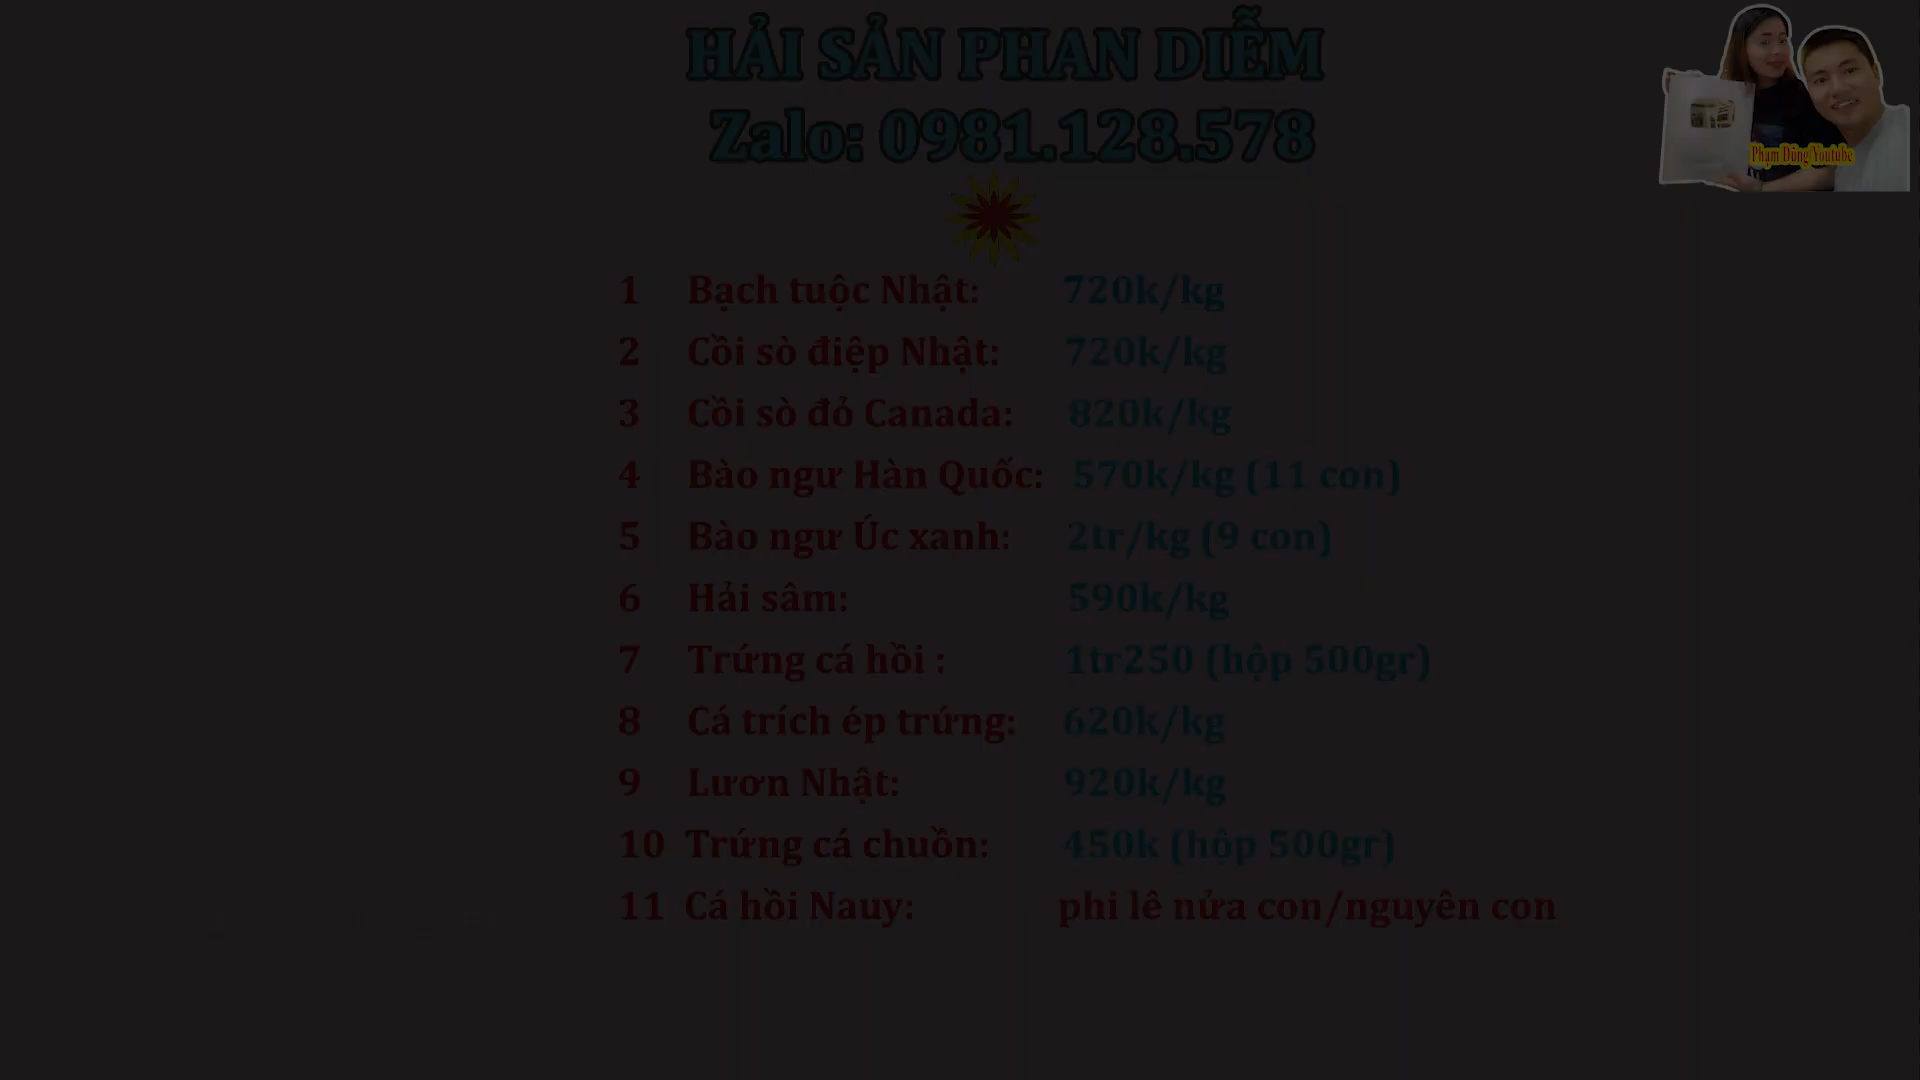 HẢI SẢN PHAN DIỄM
Zalo: 0981.128.578
Phạm Dũng Youtube
1 Bạch tuộc Nhật: 720k/kg
2 Cồi sò điệp Nhật: 720k/kg
3 Cồi sò đỏ Canada: 820k/kg
4 Bào ngư Hàn Quốc: 570k/kg (11 con)
5 Bào ngư Úc xanh: 2tr/kg (9 con)
6 Hải sâm: 590k/kg
7 Trứng cá hồi : 1tr250 (hộp 500gr)
8 Cá trích ép trứng: 620k/kg
9 Lươn Nhật: 920k/kg
10 Trứng cá chuồn: 450k (hộp 500gr)
11 Cá hồi Nauy: phi lê nửa con/nguyên con